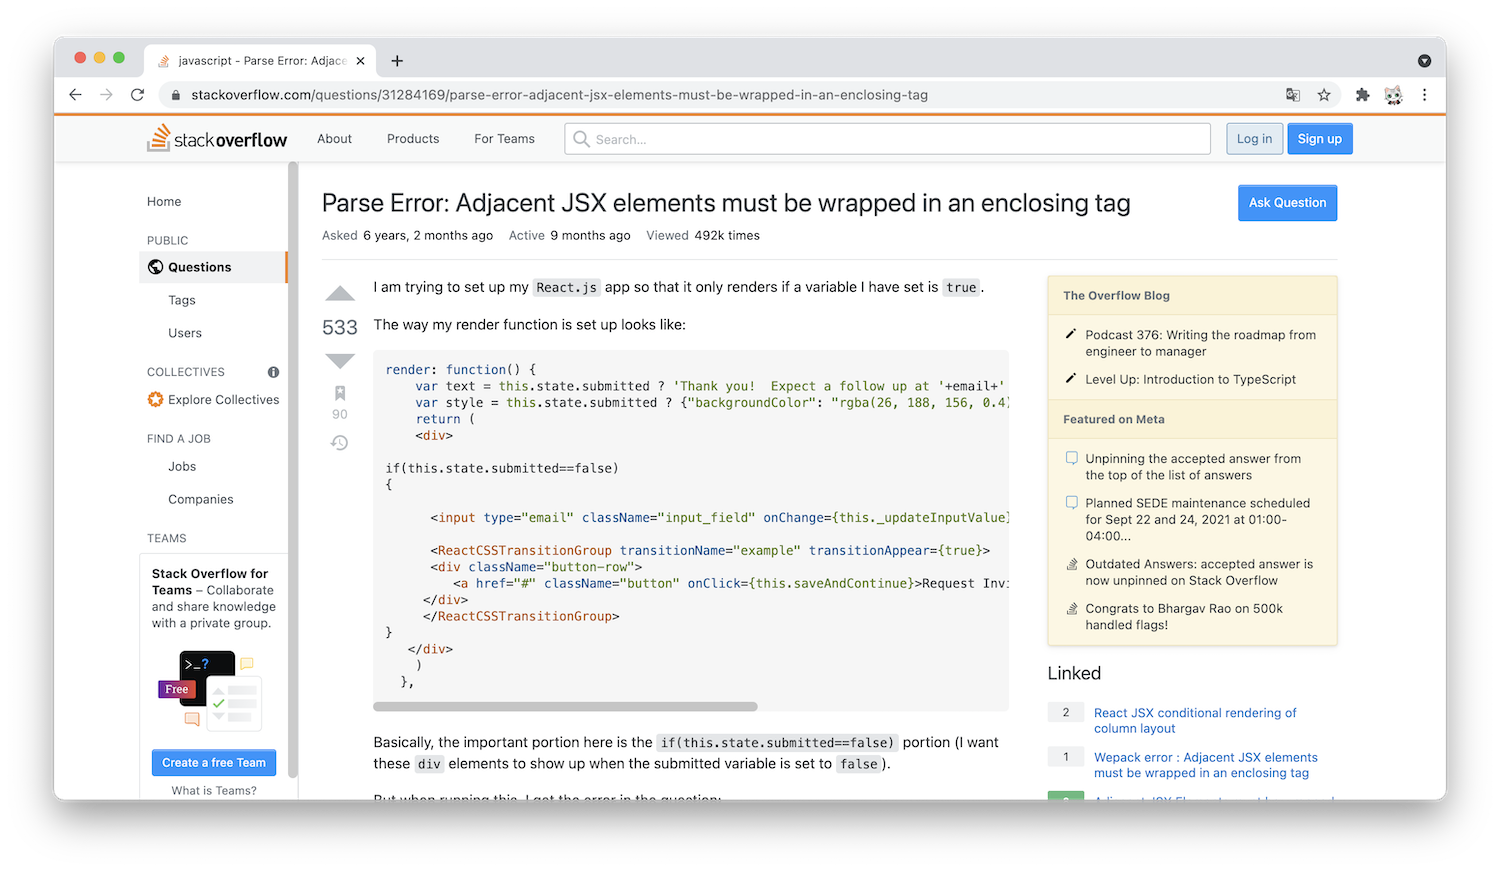 javascript - Parse Error: Adjace
stackoverflow.com/questions/31284169/parse-error-adjacent-jsx-elements-must-be-wrapped-in-an-enclosing-tag
stackoverflow
About
Products
For Teams
Search...
Log in
Sign up
Home
PUBLIC
Questions
Tags
Users
COLLECTIVES
Explore Collectives
FIND A JOB
Jobs
Companies
TEAMS
Stack Overflow for
Teams – Collaborate
and share knowledge
with a private group.
>_?
Free
Create a free Team
What is Teams?
Parse Error: Adjacent JSX elements must be wrapped in an enclosing tag
Ask Question
Asked 6 years, 2 months ago Active 9 months ago Viewed 492k times
533
90
I am trying to set up my React.js app so that it only renders if a variable I have set is true.
The way my render function is set up looks like:
render: function() {
var text = this.state.submitted ? 'Thank you!  Expect a follow up at '+email+'
var style = this.state.submitted ? {"backgroundColor": "rgba(26, 188, 156, 0.4)
return (
<div>
if(this.state.submitted==false)
{
<input type="email" className="input_field" onChange={this._updateInputValue}
<ReactCSSTransitionGroup transitionName="example" transitionAppear={true}>
<div className="button-row">
<a href="#" className="button" onClick={this.saveAndContinue}>Request Invi
</div>
</ReactCSSTransitionGroup>
}
</div>
)
},
Basically, the important portion here is the if(this.state.submitted==false) portion (I want
these div elements to show up when the submitted variable is set to false).
But when running this, I get the error in the question:
The Overflow Blog
Podcast 376: Writing the roadmap from
engineer to manager
Level Up: Introduction to TypeScript
Featured on Meta
Unpinning the accepted answer from
the top of the list of answers
Planned SEDE maintenance scheduled
for Sept 22 and 24, 2021 at 01:00-
04:00...
Outdated Answers: accepted answer is
now unpinned on Stack Overflow
Congrats to Bhargav Rao on 500k
handled flags!
Linked
2
React JSX conditional rendering of
column layout
1
Wepack error : Adjacent JSX elements
must be wrapped in an enclosing tag